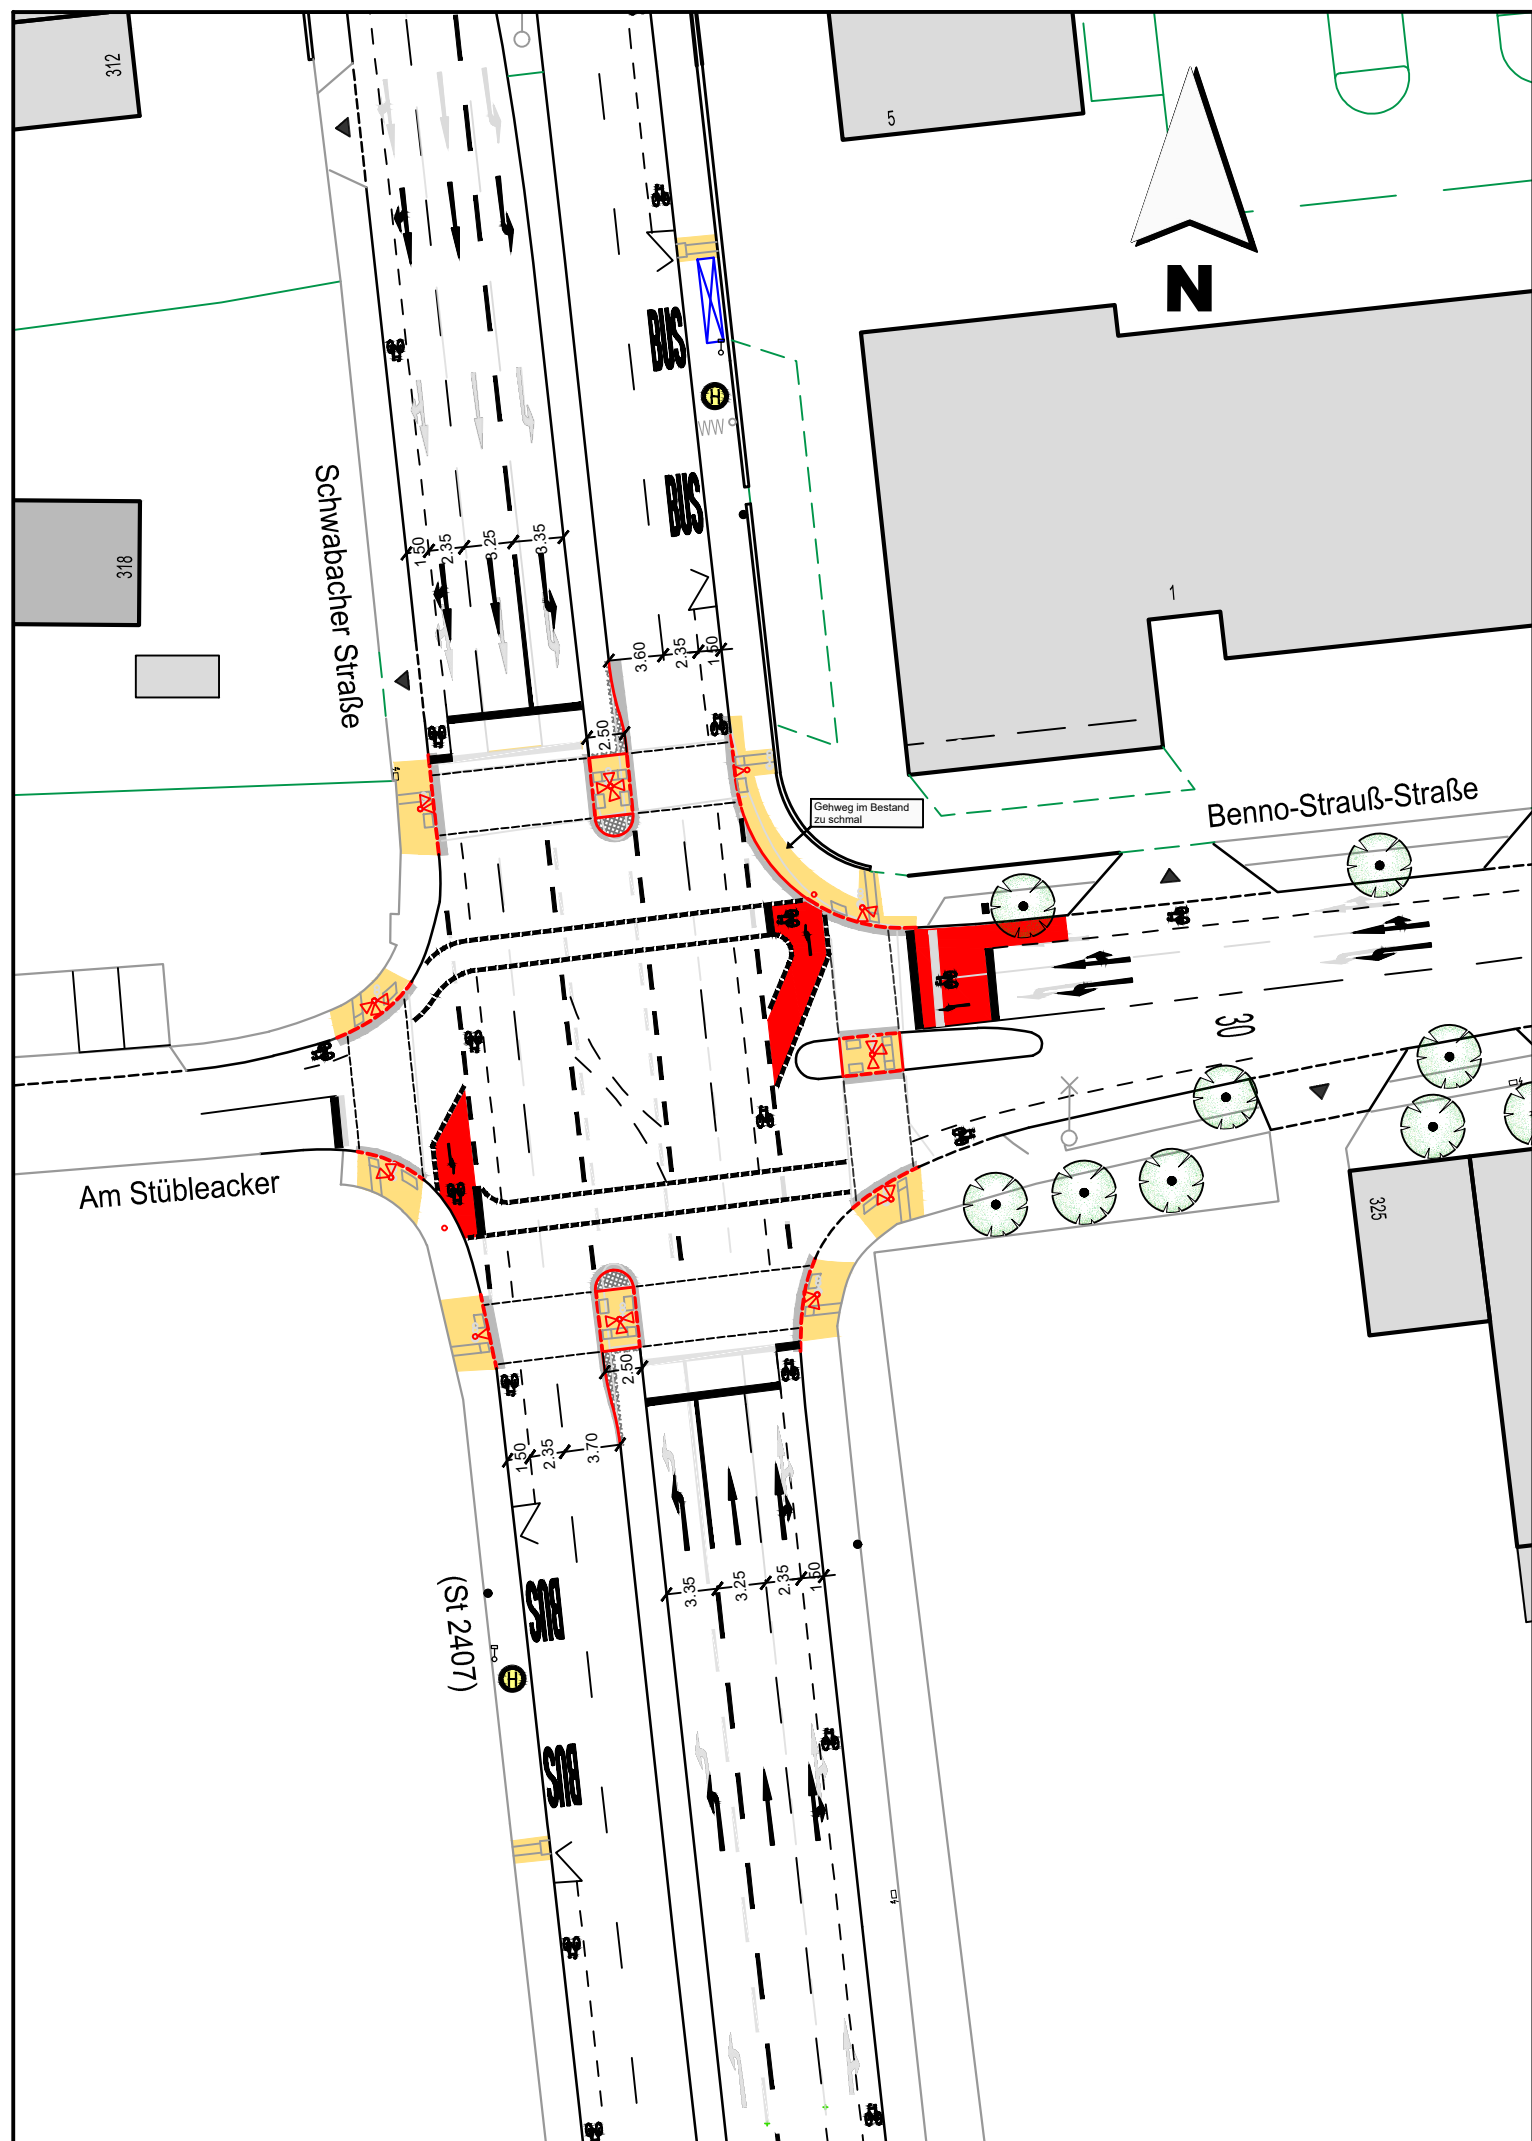 312
5
N
BUS
H
BUS
Schwabacher Straße
318
1
1.50
2.35
3.25
3.35
3.60
2.35
1.50
2.50
Gehweg im Bestand
zu schmal
Benno-Strauß-Straße
30
Am Stübleacker
325
2.50
1.50
2.35
3.70
3.35
3.25
2.35
1.50
(St 2407)
BUS
H
BUS